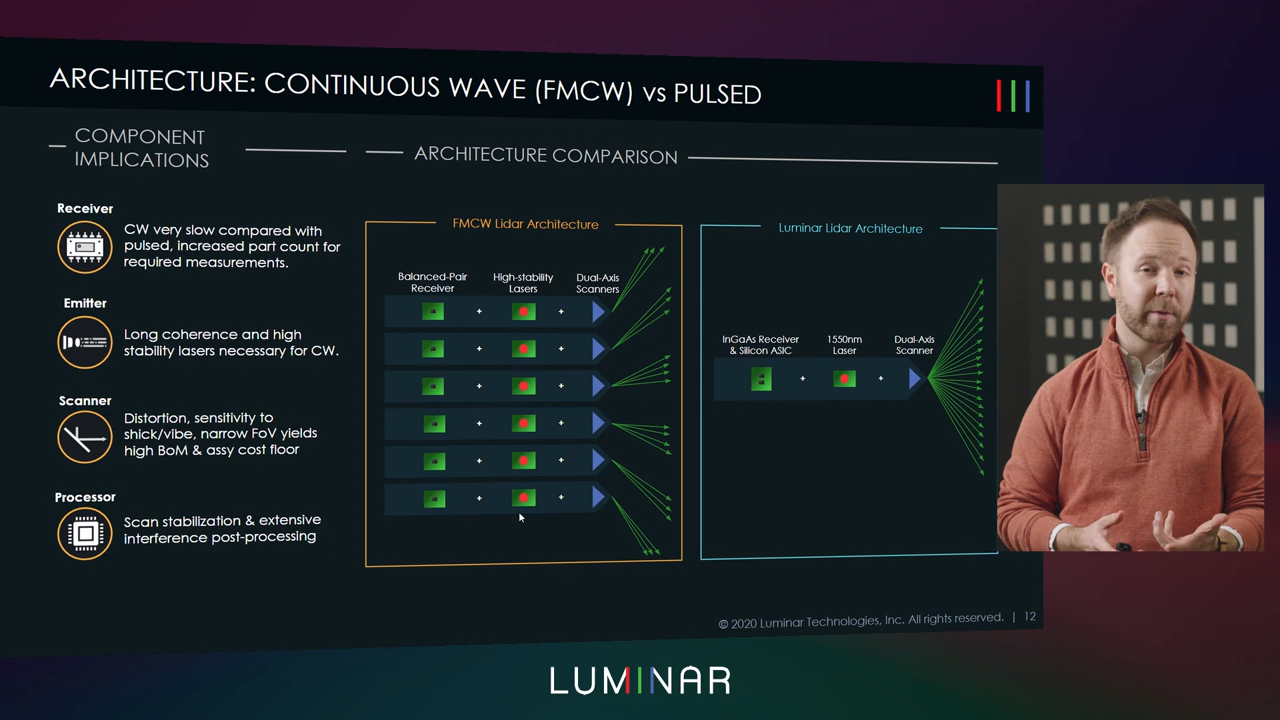 ARCHITECTURE: CONTINUOUS WAVE (FMCW) vs PULSED
COMPONENT
IMPLICATIONS
Receiver
CW very slow compared with
pulsed, increased part count for
required measurements.
Emitter
Long coherence and high
stability lasers necessary for CW.
Scanner
Distortion, sensitivity to
shick/vibe, narrow FoV yields
high BoM & assy cost floor
Processor
Scan stabilization & extensive
interference post-processing
ARCHITECTURE COMPARISON
FMCW Lidar Architecture
Balanced-Pair
Receiver
High-stability
Lasers
Dual-Axis
Scanners
+ +
+ +
+ +
+ +
+ +
+ +
Luminar Lidar Architecture
InGaAs Receiver
& Silicon ASIC
1550nm
Laser
Dual-Axis
Scanner
+ +
© 2020 Luminar Technologies, Inc. All rights reserved. | 12
LUMINAR